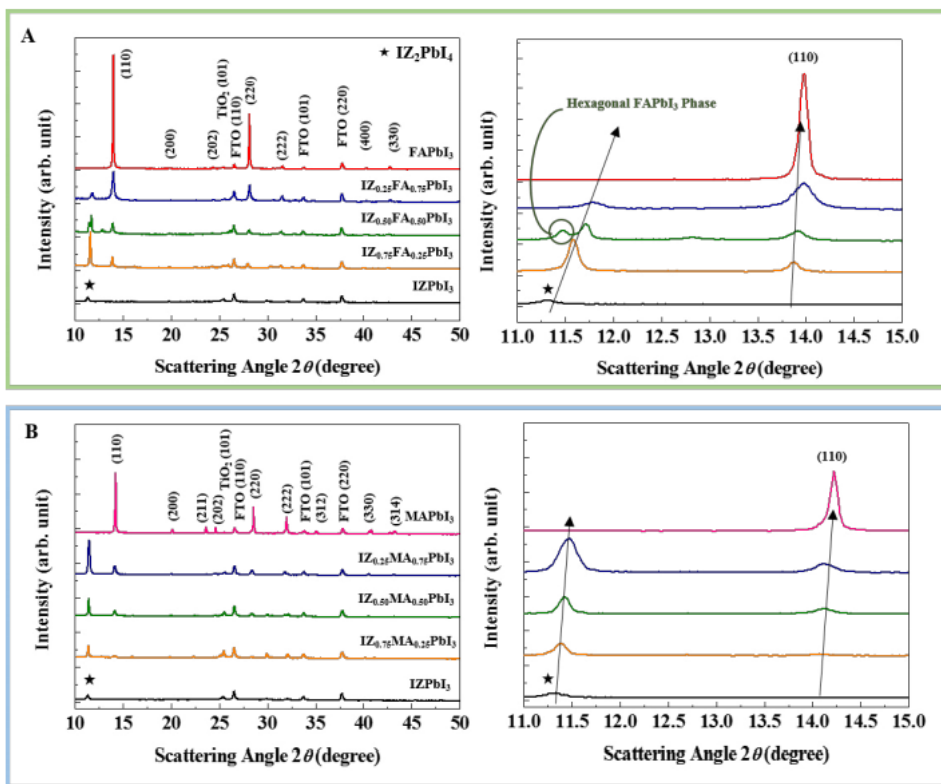 A
★ IZ₂PbI₄
(110)
(200)
(202)
TiO₂ (101)
FTO (110)
(220)
(222)
FTO (101)
FTO (220)
(400)
(330)
FAPbI₃
IZ₀.₂₅FA₀.₇₅PbI₃
IZ₀.₅₀FA₀.₅₀PbI₃
IZ₀.₇₅FA₀.₂₅PbI₃
★
IZPbI₃
Intensity (arb. unit)
10 15 20 25 30 35 40 45 50
Scattering Angle 2θ (degree)
(110)
Hexagonal FAPbI₃ Phase
★
Intensity (arb. unit)
11.0 11.5 12.0 12.5 13.0 13.5 14.0 14.5 15.0
Scattering Angle 2θ (degree)
B
(110)
(200)
(211)
(202)
TiO₂ (101)
FTO (110)
(220)
(222)
FTO (101)
(312)
FTO (220)
(330)
(314)
MAPbI₃
IZ₀.₂₅MA₀.₇₅PbI₃
IZ₀.₅₀MA₀.₅₀PbI₃
IZ₀.₇₅MA₀.₂₅PbI₃
★
IZPbI₃
Intensity (arb. unit)
10 15 20 25 30 35 40 45 50
Scattering Angle 2θ (degree)
(110)
★
Intensity (arb. unit)
11.0 11.5 12.0 12.5 13.0 13.5 14.0 14.5 15.0
Scattering Angle 2θ (degree)